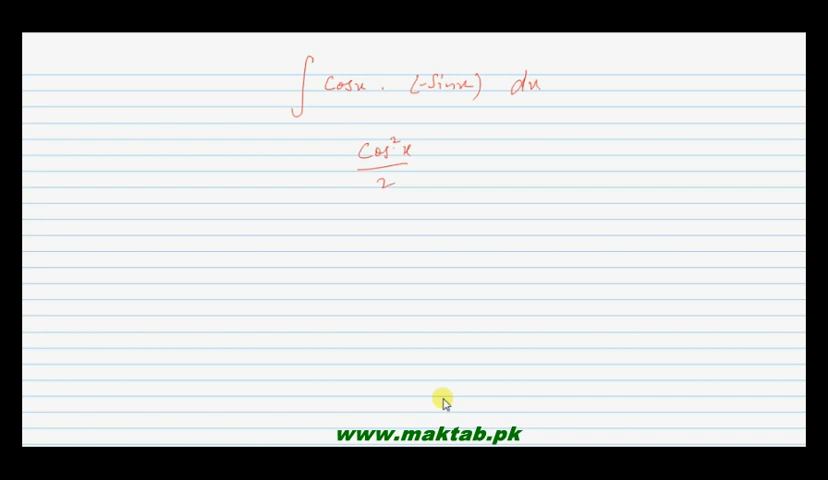 ∫ Cosx . (-Sinx) dx
Cos²x
2
www.maktab.pk